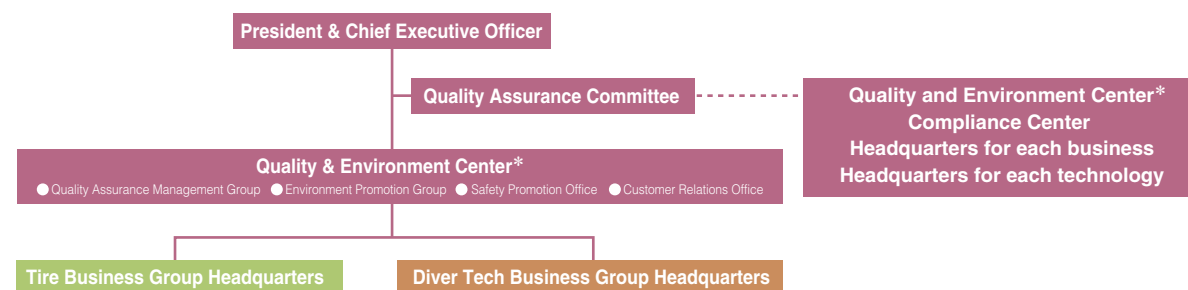 President & Chief Executive Officer
Quality Assurance Committee
Quality and Environment Center*
Compliance Center
Headquarters for each business
Headquarters for each technology
Quality & Environment Center*
●Quality Assurance Management Group ●Environment Promotion Group ●Safety Promotion Office ●Customer Relations Office
Tire Business Group Headquarters
Diver Tech Business Group Headquarters